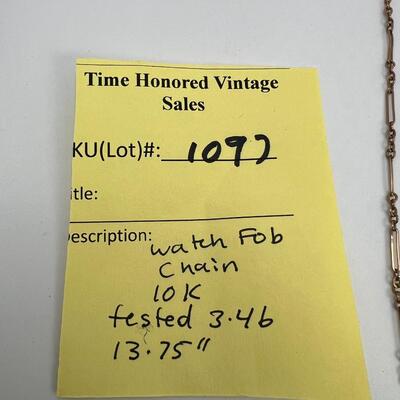 Time Honored Vintage
Sales
KU(Lot)#: 1097
itle:
escription: watch Fob
Chain
10K
tested 3.46
13.75"